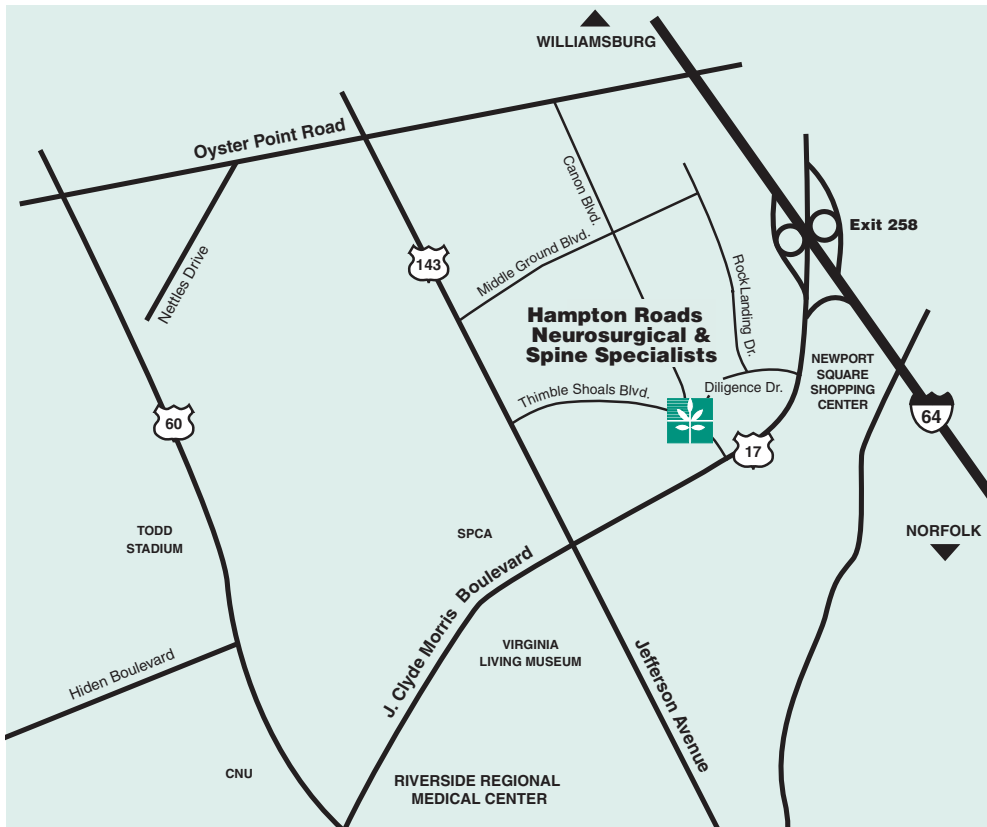 WILLIAMSBURG
Oyster Point Road
Canon Blvd.
Exit 258
Nettles Drive
143
Middle Ground Blvd.
Rock Landing Dr.
Hampton Roads
Neurosurgical &
Spine Specialists
NEWPORT
SQUARE
SHOPPING
CENTER
Thimble Shoals Blvd.
Diligence Dr.
64
60
17
TODD
STADIUM
SPCA
NORFOLK
J. Clyde Morris Boulevard
VIRGINIA
LIVING MUSEUM
Hiden Boulevard
Jefferson Avenue
CNU
RIVERSIDE REGIONAL
MEDICAL CENTER